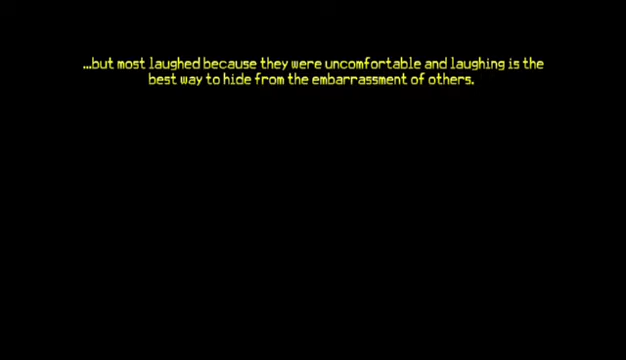 ...but most laughed because they were uncomfortable and laughing is the
best way to hide from the embarrassment of others.